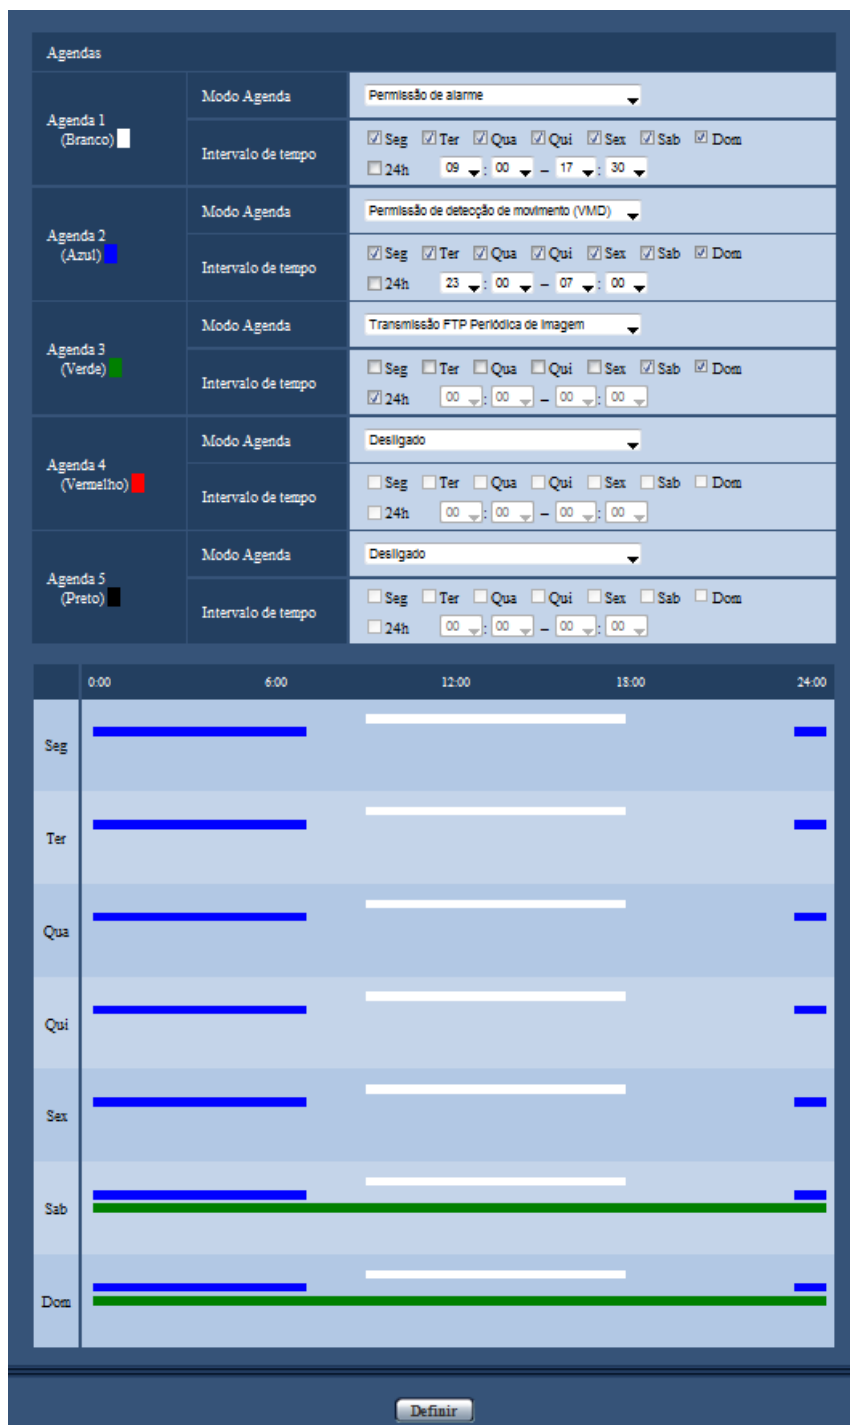 Agendas
Agenda 1
(Branco)
Modo Agenda
Permissão de alarme
Intervalo de tempo
Seg Ter Qua Qui Sex Sab Dom
24h 09 : 00 – 17 : 30
Agenda 2
(Azul)
Modo Agenda
Permissão de detecção de movimento (VMD)
Intervalo de tempo
Seg Ter Qua Qui Sex Sab Dom
24h 23 : 00 – 07 : 00
Agenda 3
(Verde)
Modo Agenda
Transmissão FTP Periódica de Imagem
Intervalo de tempo
Seg Ter Qua Qui Sex Sab Dom
24h 00 : 00 – 00 : 00
Agenda 4
(Vermelho)
Modo Agenda
Desligado
Intervalo de tempo
Seg Ter Qua Qui Sex Sab Dom
24h 00 : 00 – 00 : 00
Agenda 5
(Preto)
Modo Agenda
Desligado
Intervalo de tempo
Seg Ter Qua Qui Sex Sab Dom
24h 00 : 00 – 00 : 00
0:00 6:00 12:00 18:00 24:00
Seg
Ter
Qua
Qui
Sex
Sab
Dom
Definir